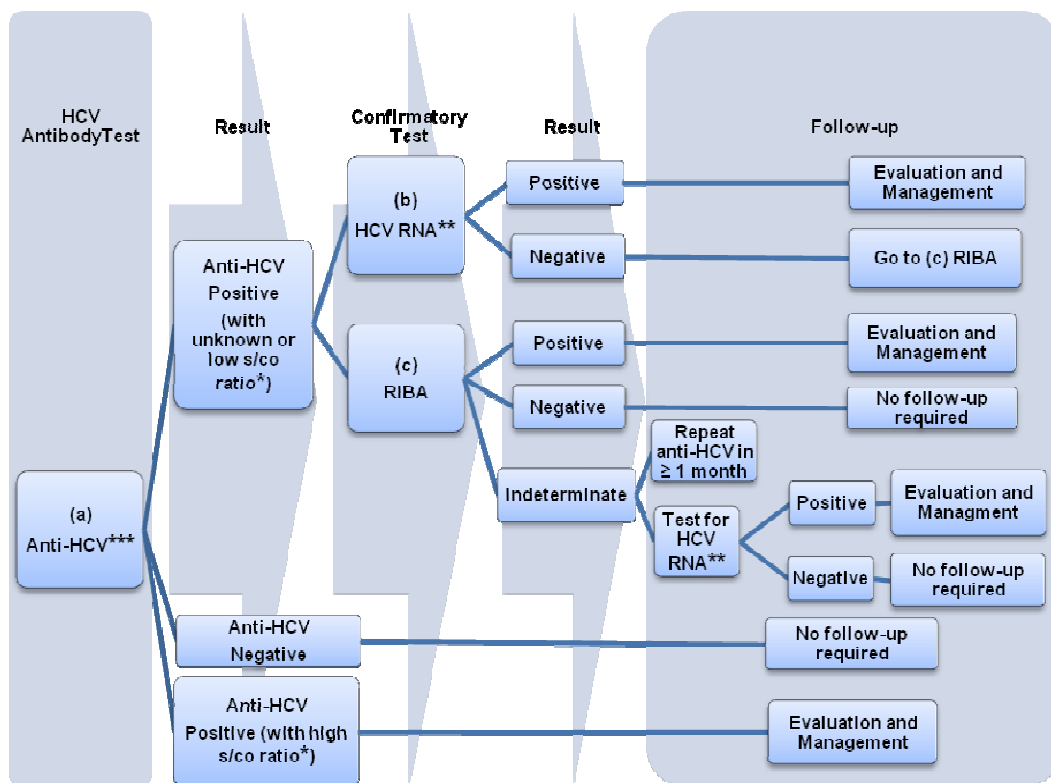 HCV
AntibodyTest
Result
Confirmatory
Test
Result
Follow-up
(a)
Anti-HCV***
Anti-HCV
Positive
(with
unknown or
low s/co
ratio*)
(b)
HCV RNA**
Positive
Evaluation and
Management
Negative
Go to (c) RIBA
(c)
RIBA
Positive
Evaluation and
Management
Negative
No follow-up
required
Indeterminate
Repeat
anti-HCV in
≥ 1 month
Test for
HCV
RNA**
Positive
Evaluation and
Managment
Negative
No follow-up
required
Anti-HCV
Negative
No follow-up
required
Anti-HCV
Positive (with high
s/co ratio*)
Evaluation and
Management